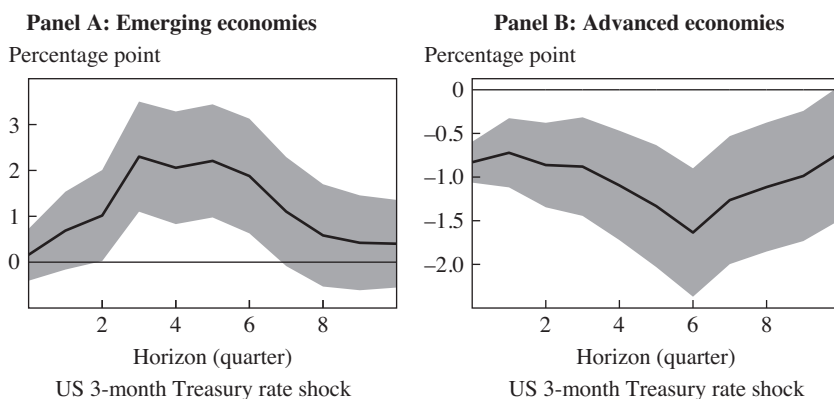 Panel A: Emerging economies
Percentage point
3
2
1
0
2 4 6 8
Horizon (quarter)
US 3-month Treasury rate shock
Panel B: Advanced economies
Percentage point
0
–0.5
–1.0
–1.5
–2.0
2 4 6 8
Horizon (quarter)
US 3-month Treasury rate shock